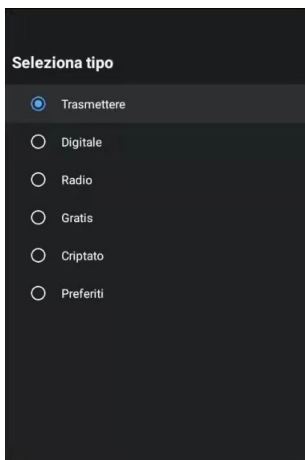 Seleziona tipo
Trasmettere
Digitale
Radio
Gratis
Criptato
Preferiti